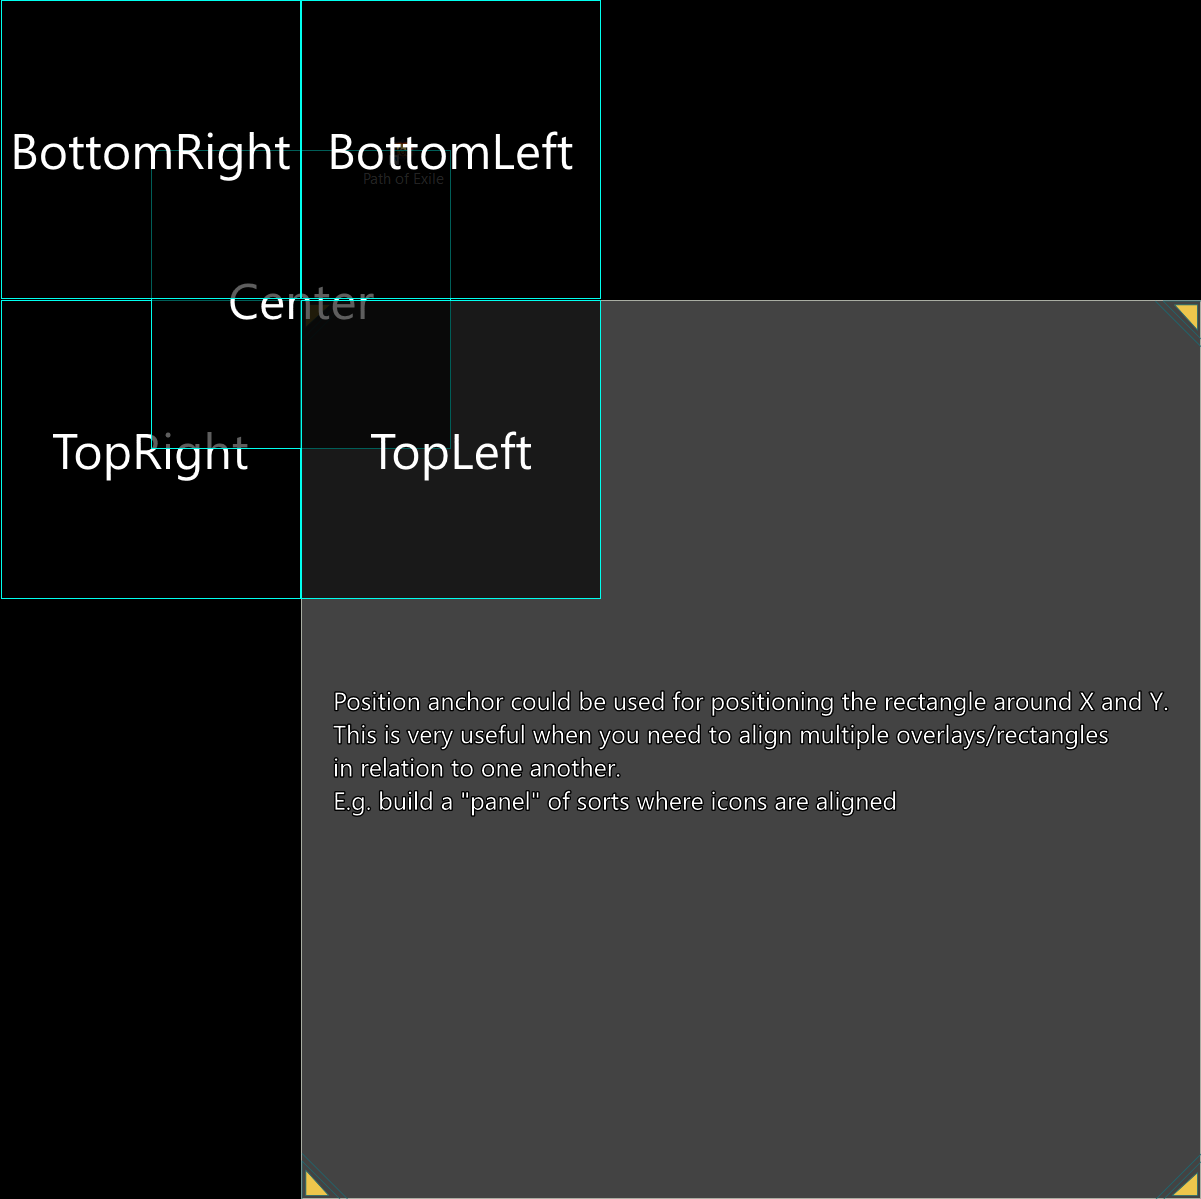 BottomRight
BottomLeft
Path of Exile
Center
TopRight
TopLeft
Position anchor could be used for positioning the rectangle around X and Y.
This is very useful when you need to align multiple overlays/rectangles
in relation to one another.
E.g. build a "panel" of sorts where icons are aligned